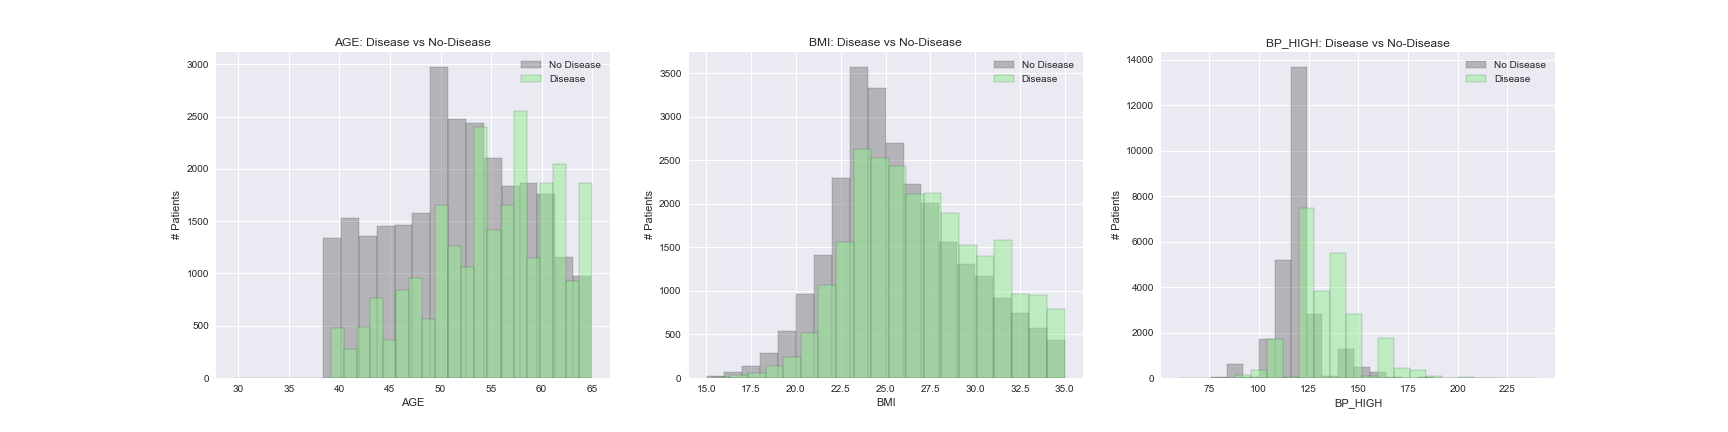 AGE: Disease vs No-Disease
3000
2500
2000
1500
1000
500
0
# Patients
No Disease
Disease
30 35 40 45 50 55 60 65
AGE
BMI: Disease vs No-Disease
3500
3000
2500
2000
1500
1000
500
0
# Patients
No Disease
Disease
15.0 17.5 20.0 22.5 25.0 27.5 30.0 32.5 35.0
BMI
BP_HIGH: Disease vs No-Disease
14000
12000
10000
8000
6000
4000
2000
0
# Patients
No Disease
Disease
75 100 125 150 175 200 225
BP_HIGH